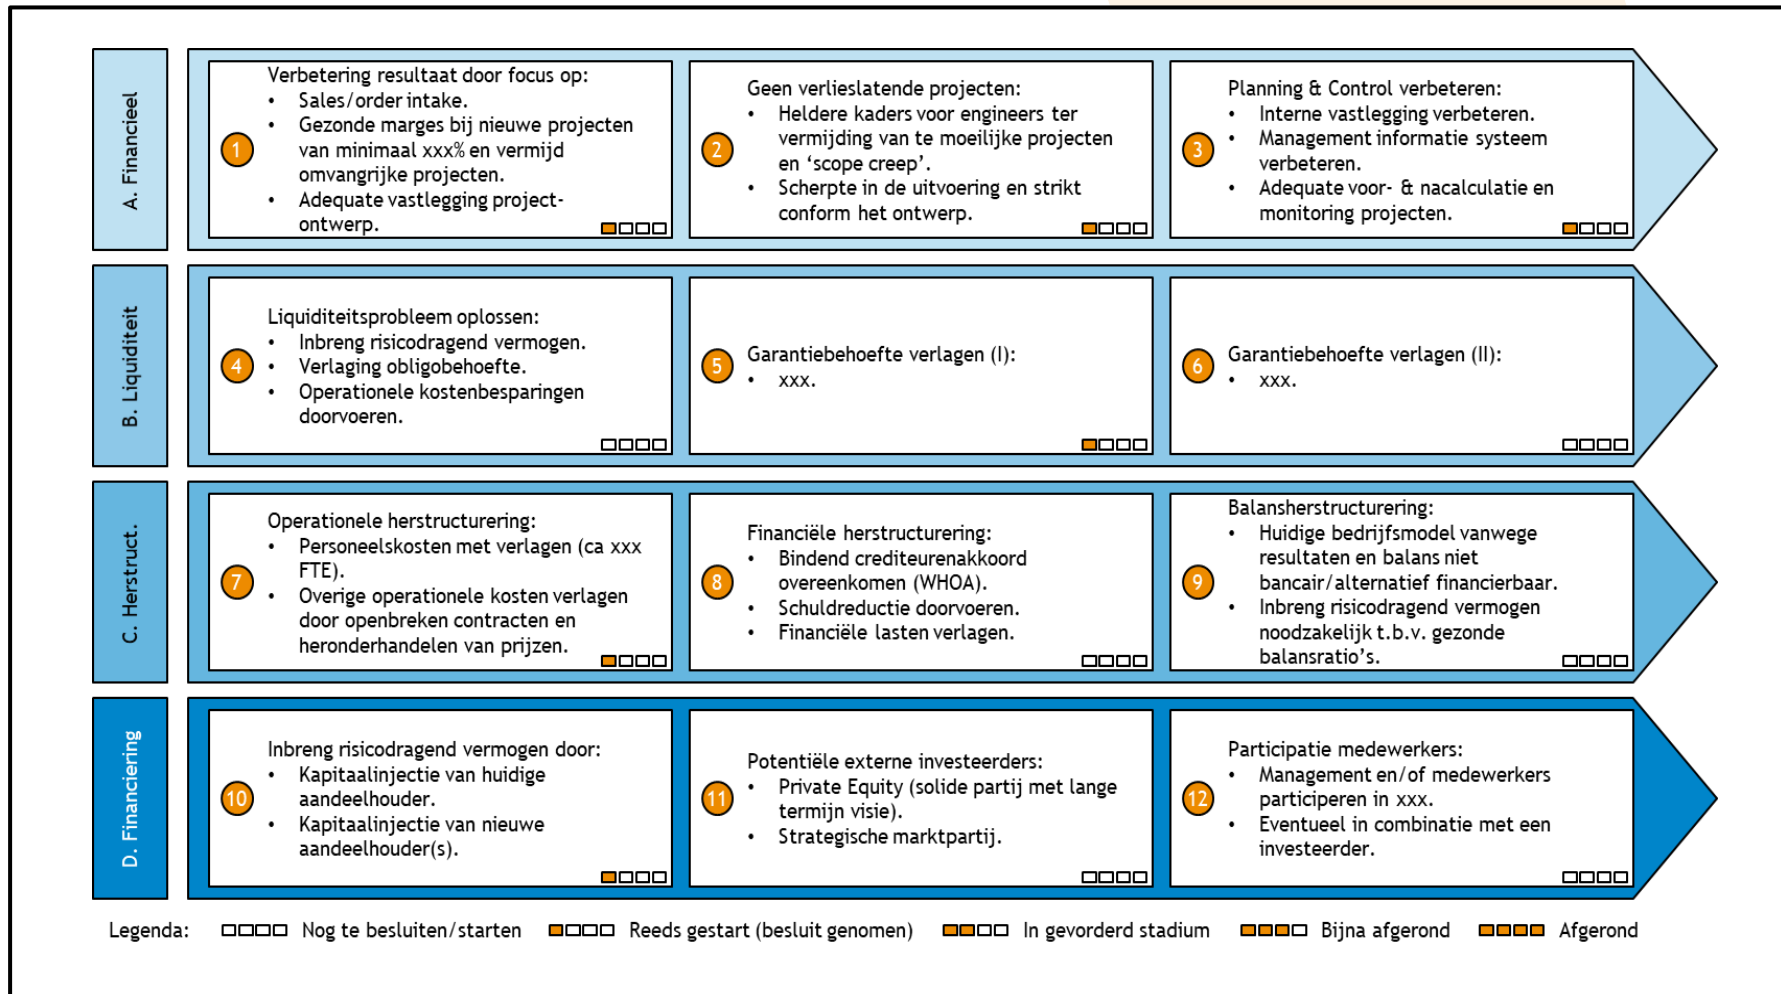 A. Financieel
1
Verbetering resultaat door focus op:
• Sales/order intake.
• Gezonde marges bij nieuwe projecten
van minimaal xxx% en vermijd
omvangrijke projecten.
• Adequate vastlegging project-
ontwerp.
2
Geen verlieslatende projecten:
• Heldere kaders voor engineers ter
vermijding van te moeilijke projecten
en ‘scope creep’.
• Scherpte in de uitvoering en strikt
conform het ontwerp.
3
Planning & Control verbeteren:
• Interne vastlegging verbeteren.
• Management informatie systeem
verbeteren.
• Adequate voor- & nacalculatie en
monitoring projecten.
B. Liquiditeit
4
Liquiditeitsprobleem oplossen:
• Inbreng risicodragend vermogen.
• Verlaging obligobehoefte.
• Operationele kostenbesparingen
doorvoeren.
5
Garantiebehoefte verlagen (I):
• xxx.
6
Garantiebehoefte verlagen (II):
• xxx.
C. Herstruct.
7
Operationele herstructurering:
• Personeelskosten met verlagen (ca xxx
FTE).
• Overige operationele kosten verlagen
door openbreken contracten en
heronderhandelen van prijzen.
8
Financiële herstructurering:
• Bindend crediteurenakkoord
overeenkomen (WHOA).
• Schuldreductie doorvoeren.
• Financiële lasten verlagen.
9
Balansherstructurering:
• Huidige bedrijfsmodel vanwege
resultaten en balans niet
bancair/alternatief financierbaar.
• Inbreng risicodragend vermogen
noodzakelijk t.b.v. gezonde
balansratio’s.
D. Financiering
10
Inbreng risicodragend vermogen door:
• Kapitaalinjectie van huidige
aandeelhouder.
• Kapitaalinjectie van nieuwe
aandeelhouder(s).
11
Potentiële externe investeerders:
• Private Equity (solide partij met lange
termijn visie).
• Strategische marktpartij.
12
Participatie medewerkers:
• Management en/of medewerkers
participeren in xxx.
• Eventueel in combinatie met een
investeerder.
Legenda: Nog te besluiten/starten Reeds gestart (besluit genomen) In gevorderd stadium Bijna afgerond Afgerond